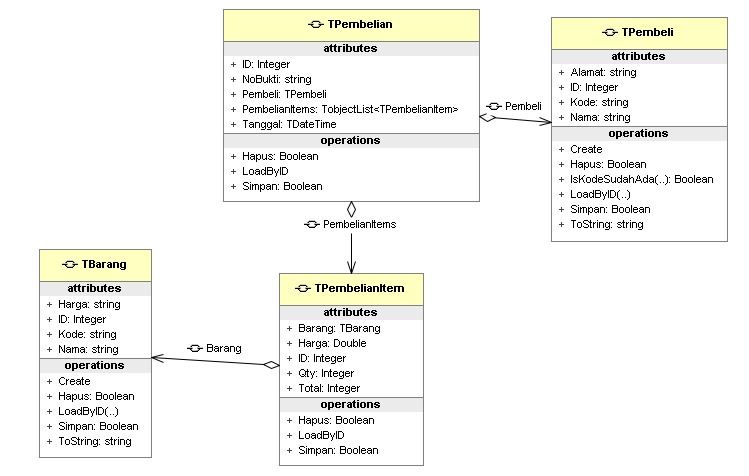 TPembelian
attributes
+ ID: Integer
+ NoBukti: string
+ Pembeli: TPembeli
+ PembelianItems: TobjectList<TPembelianItem>
+ Tanggal: TDateTime
operations
+ Hapus: Boolean
+ LoadByID
+ Simpan: Boolean
Pembeli
TPembeli
attributes
+ Alamat: string
+ ID: Integer
+ Kode: string
+ Nama: string
operations
+ Create
+ Hapus: Boolean
+ IsKodeSudahAda(..): Boolean
+ LoadByID(..)
+ Simpan: Boolean
+ ToString: string
PembelianItems
TBarang
attributes
+ Harga: string
+ ID: Integer
+ Kode: string
+ Nama: string
operations
+ Create
+ Hapus: Boolean
+ LoadByID(..)
+ Simpan: Boolean
+ ToString: string
Barang
TPembelianItem
attributes
+ Barang: TBarang
+ Harga: Double
+ ID: Integer
+ Qty: Integer
+ Total: Integer
operations
+ Hapus: Boolean
+ LoadByID
+ Simpan: Boolean